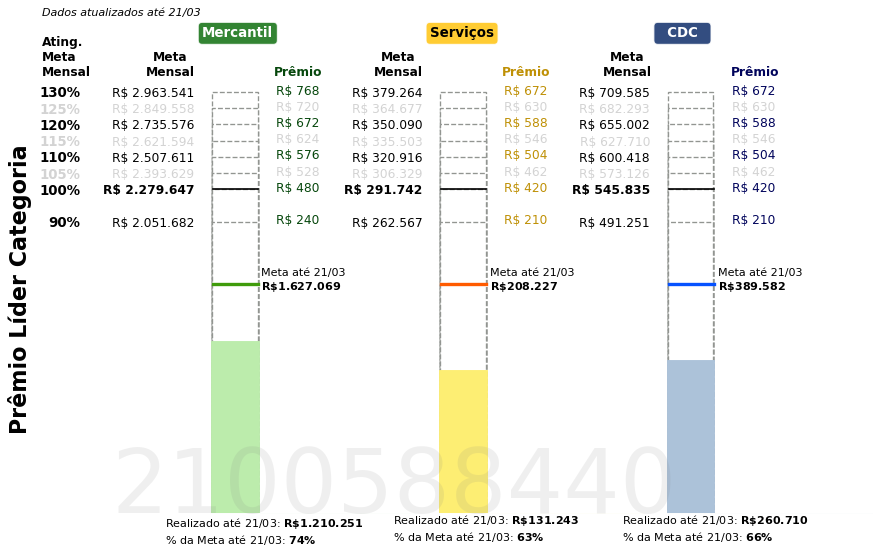 Dados atualizados até 21/03
Mercantil Serviços CDC
Ating. Meta Mensal
Meta Mensal Prêmio Meta Mensal Prêmio Meta Mensal Prêmio
130% R$ 2.963.541 R$ 768 R$ 379.264 R$ 672 R$ 709.585 R$ 672
125% R$ 2.849.558 R$ 720 R$ 364.677 R$ 630 R$ 682.293 R$ 630
120% R$ 2.735.576 R$ 672 R$ 350.090 R$ 588 R$ 655.002 R$ 588
115% R$ 2.621.594 R$ 624 R$ 335.503 R$ 546 R$ 627.710 R$ 546
110% R$ 2.507.611 R$ 576 R$ 320.916 R$ 504 R$ 600.418 R$ 504
105% R$ 2.393.629 R$ 528 R$ 306.329 R$ 462 R$ 573.126 R$ 462
100% R$ 2.279.647 R$ 480 R$ 291.742 R$ 420 R$ 545.835 R$ 420
90% R$ 2.051.682 R$ 240 R$ 262.567 R$ 210 R$ 491.251 R$ 210
Meta até 21/03 Meta até 21/03 Meta até 21/03
R$1.627.069 R$208.227 R$389.582
Prêmio Líder Categoria
2100588440
Realizado até 21/03: R$1.210.251 Realizado até 21/03: R$131.243 Realizado até 21/03: R$260.710
% da Meta até 21/03: 74% % da Meta até 21/03: 63% % da Meta até 21/03: 66%